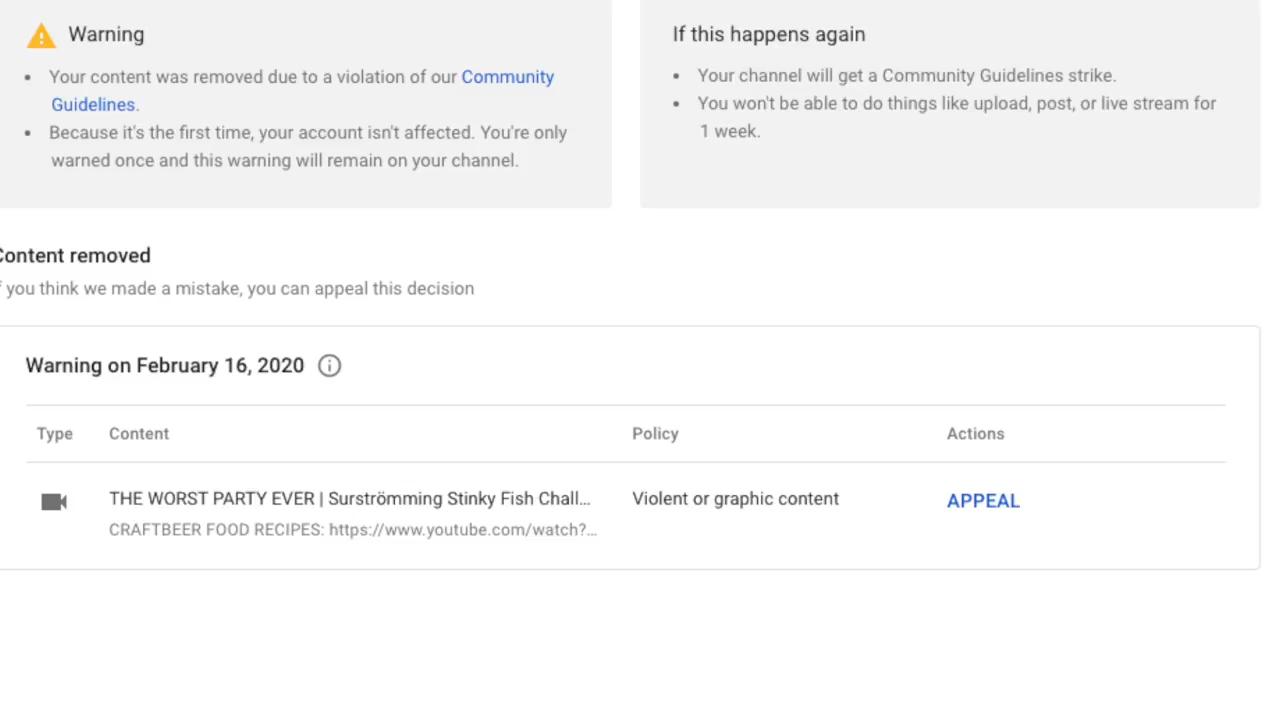 Warning
Your content was removed due to a violation of our Community
Guidelines.
Because it's the first time, your account isn't affected. You're only
warned once and this warning will remain on your channel.
If this happens again
Your channel will get a Community Guidelines strike.
You won't be able to do things like upload, post, or live stream for
1 week.
Content removed
f you think we made a mistake, you can appeal this decision
Warning on February 16, 2020
Type Content Policy Actions
THE WORST PARTY EVER | Surströmming Stinky Fish Chall... Violent or graphic content APPEAL
CRAFTBEER FOOD RECIPES: https://www.youtube.com/watch?...